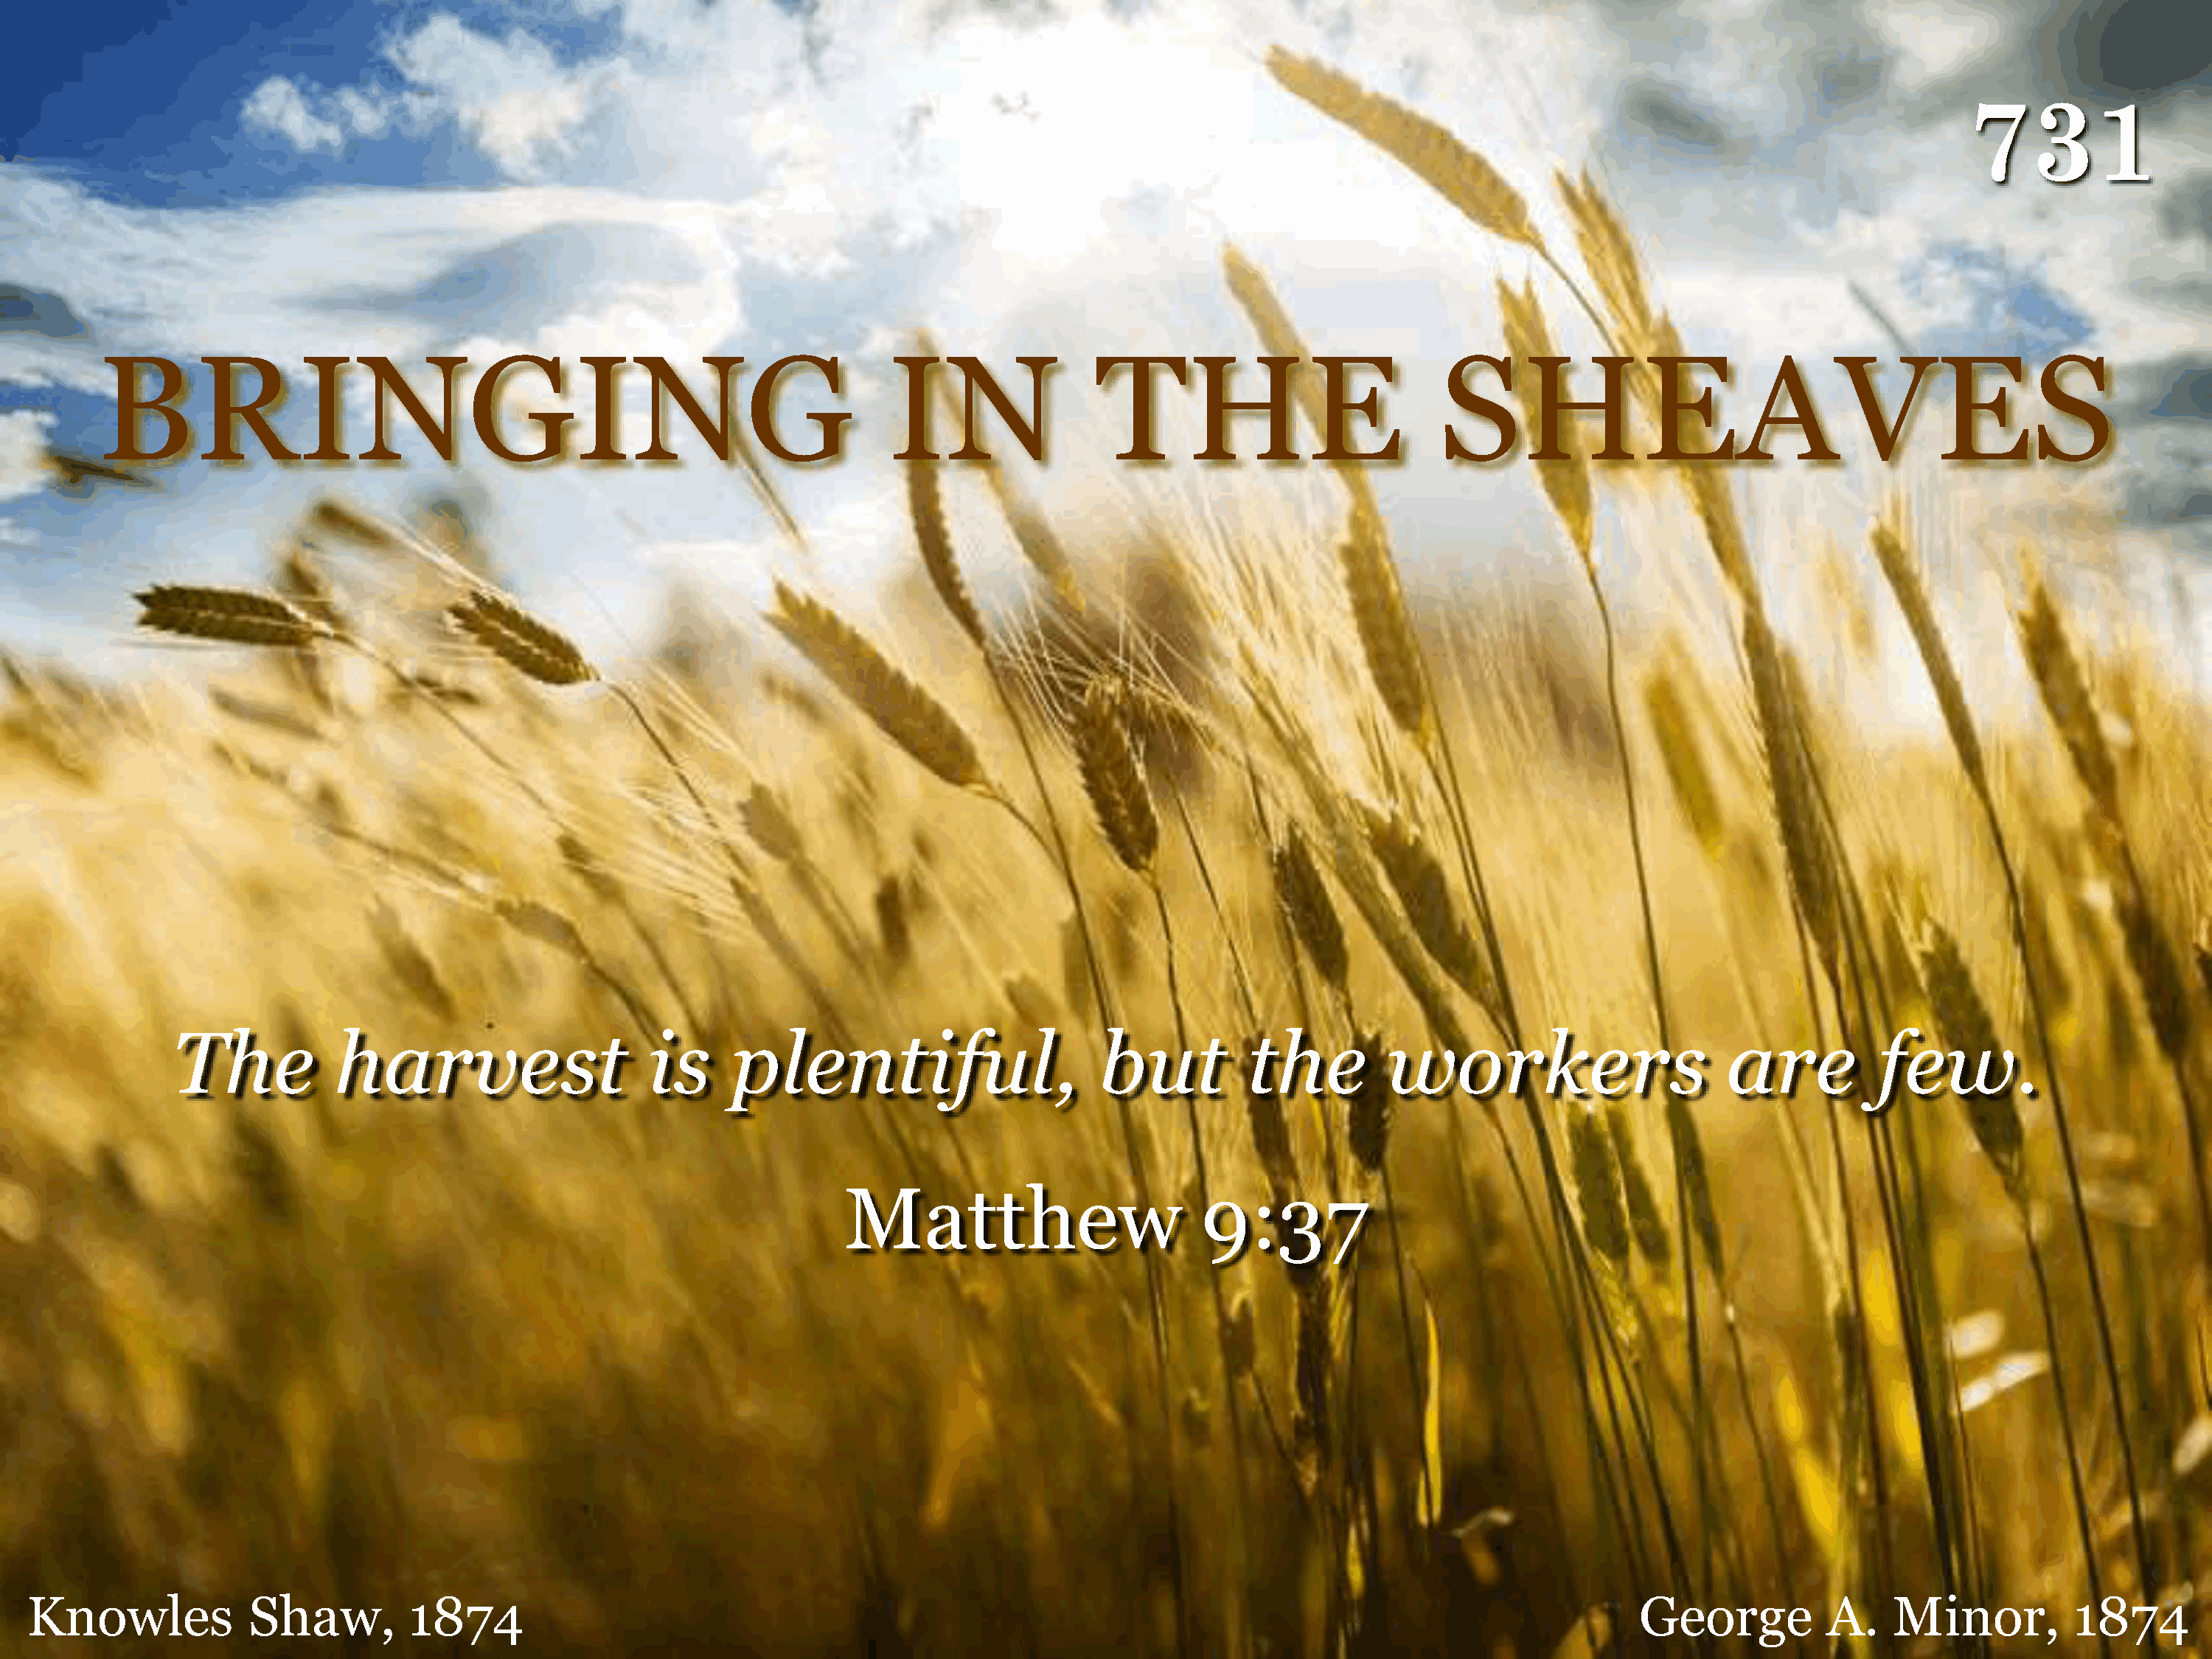 731
BRINGING IN THE SHEAVES
The harvest is plentiful, but the workers are few.
Matthew 9:37
Knowles Shaw, 1874
George A. Minor, 1874